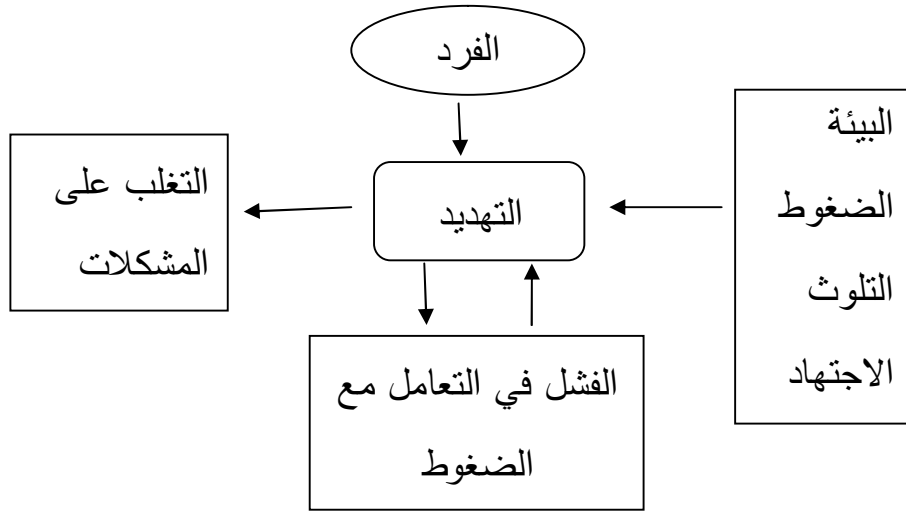 الفرد
البيئة
الضغوط
التلوث
الاجتهاد
التهديد
التغلب على
المشكلات
الفشل في التعامل مع
الضغوط